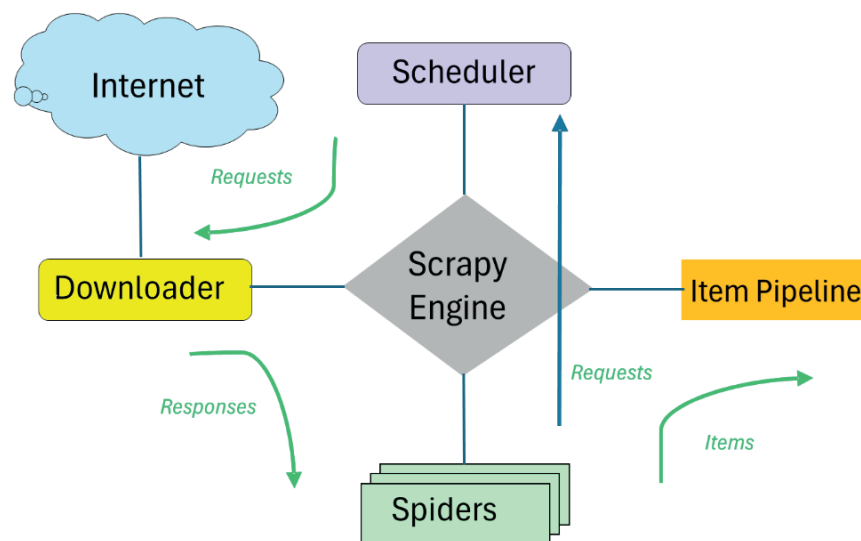 Internet
Scheduler
Requests
Downloader
Scrapy
Engine
Item Pipeline
Responses
Requests
Items
Spiders